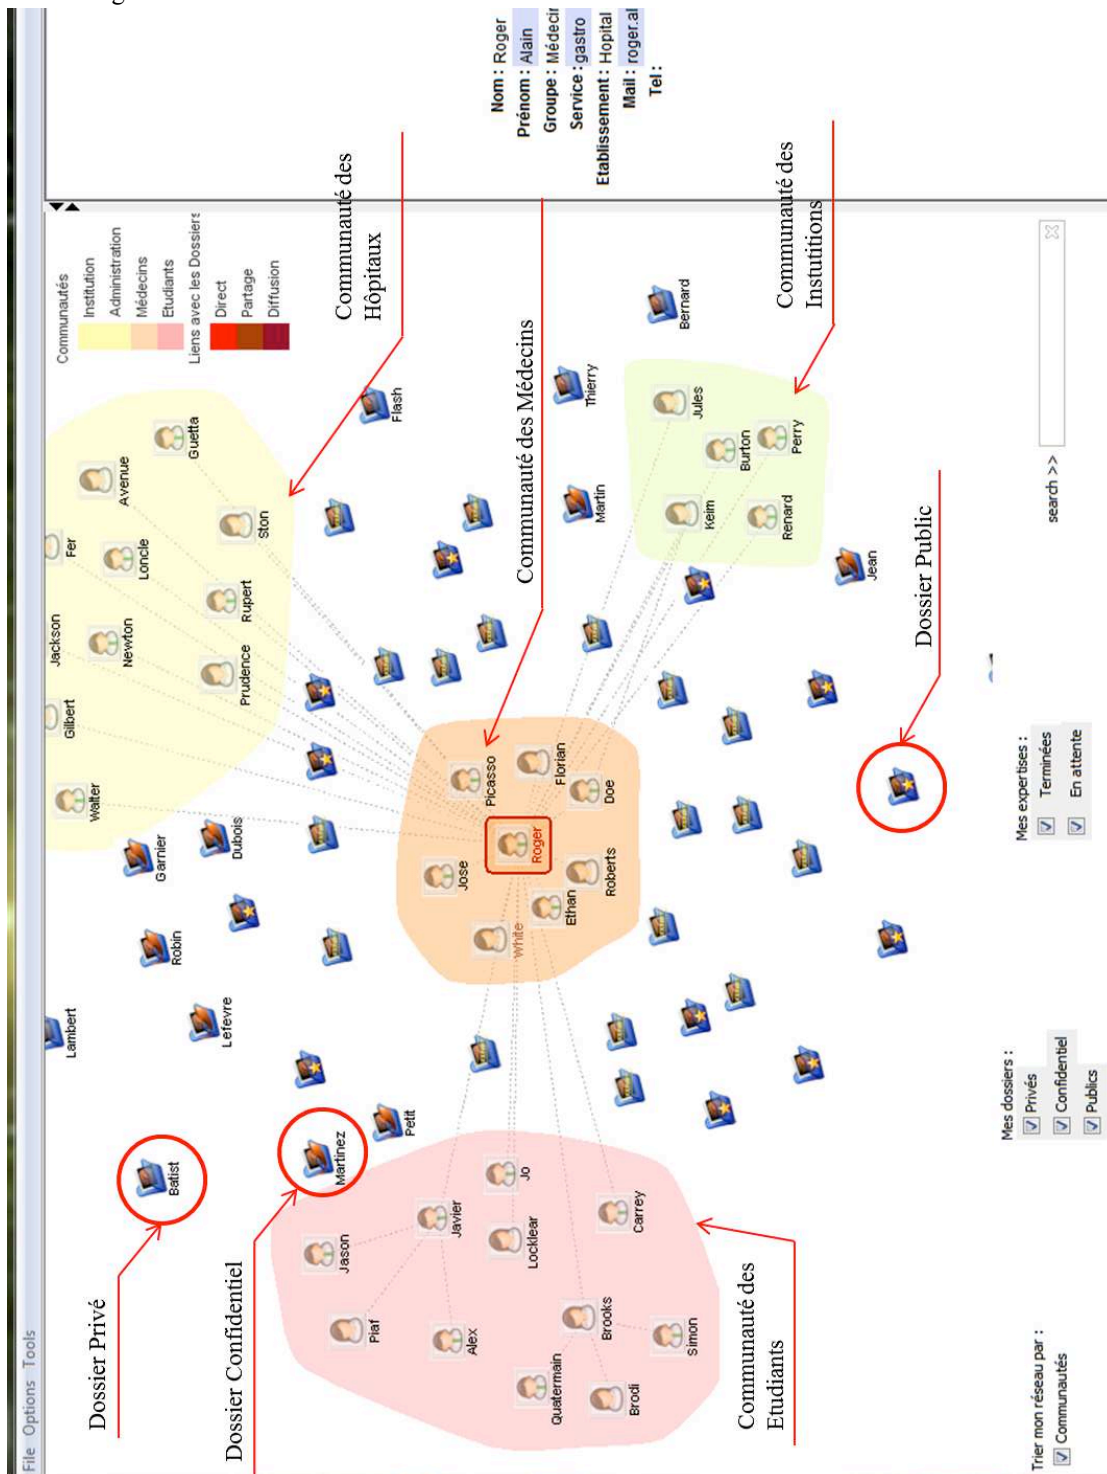 File Options Tools
Dossier Privé
Dossier Confidentiel
Communauté des
Etudiants
Communauté des Médecins
Communauté des
Hôpitaux
Communauté des
Instutitions
Dossier Public
Communautés
Institution
Administration
Médecins
Etudiants
Liens avec les Dossiers
Direct
Partage
Diffusion
Nom : Roger
Prénom : Alain
Groupe : Médecin
Service : gastro
Etablissement : Hopital
Mail : roger.al
Tel :
Lambert
Batist
Robin
Garnier
Walter
Gilbert
Jackson
Fer
Newton
Loncle
Avenue
Guetta
Lefevre
Dubois
Prudence
Rupert
Ston
Martinez
Petit
Flash
Jason
Piaf
Javier
Alex
Jo
Locklear
Carrey
Brooks
Quatermain
Brodi
Simon
White
Jose
Picasso
Roger
Florian
Ethan
Roberts
Doe
Thierry
Martin
Bernard
Jules
Keim
Burton
Perry
Renard
Jean
Trier mon réseau par :
Communautés
Mes dossiers :
Privés
Confidentiel
Publics
Mes expertises :
Terminées
En attente
search >>